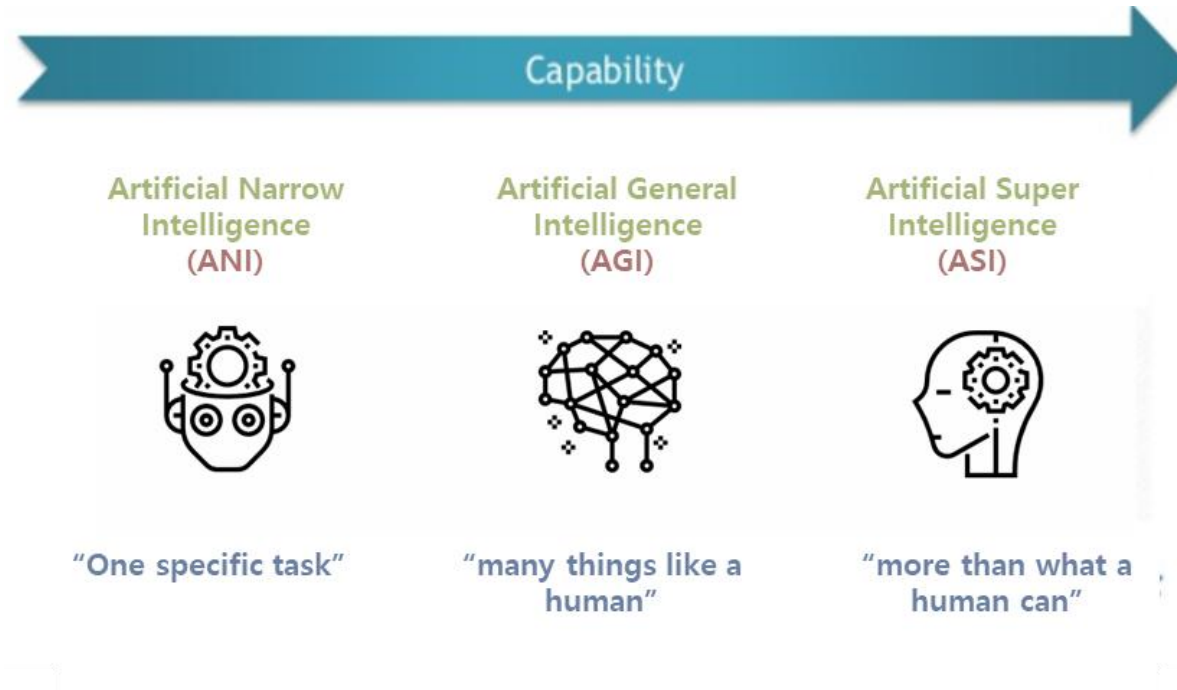 Capability
Artificial Narrow
Intelligence
(ANI)
Artificial General
Intelligence
(AGI)
Artificial Super
Intelligence
(ASI)
“One specific task”
“many things like a
human”
“more than what a
human can”